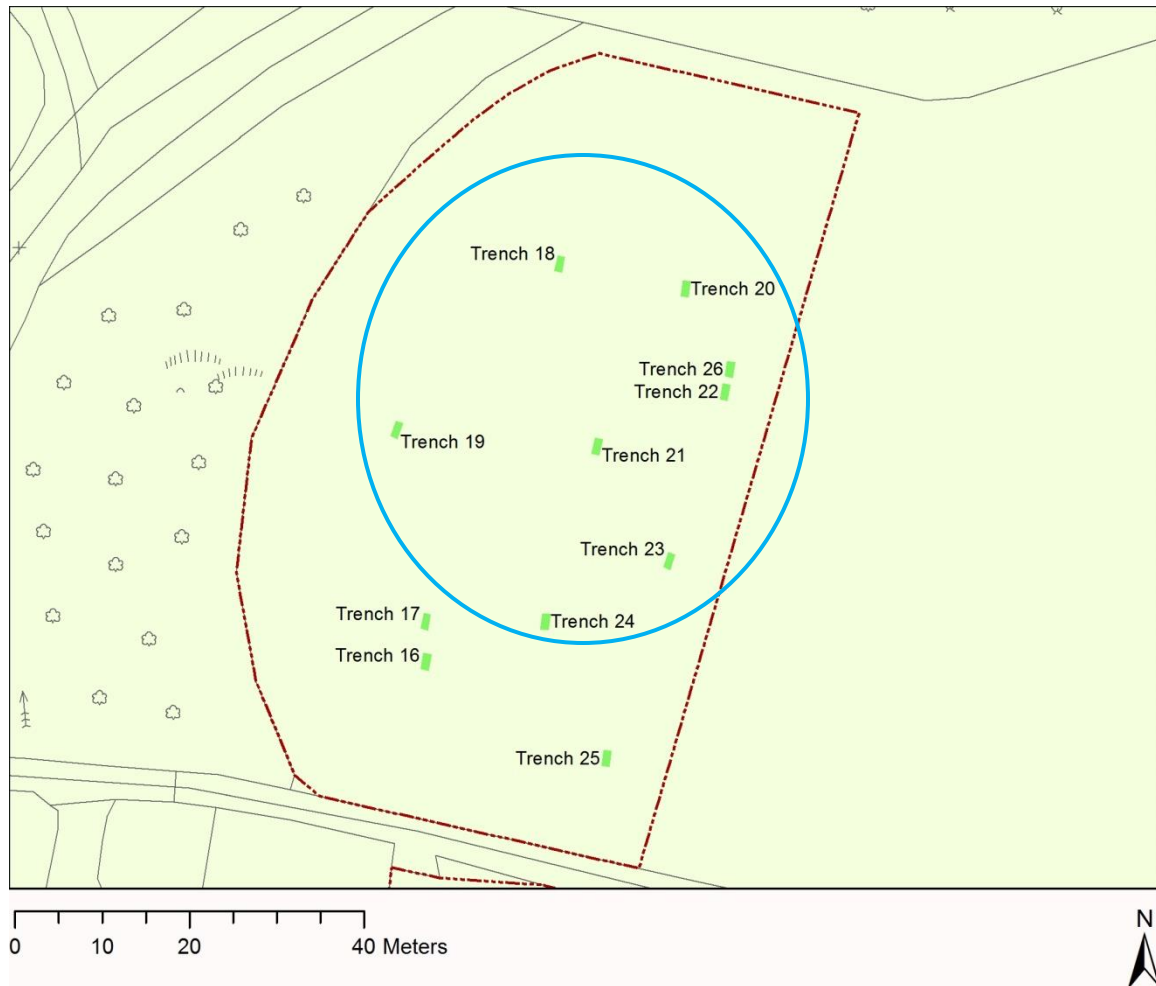 Trench 18
Trench 20
Trench 26
Trench 22
Trench 19
Trench 21
Trench 23
Trench 17
Trench 24
Trench 16
Trench 25
0 10 20 40 Meters
N